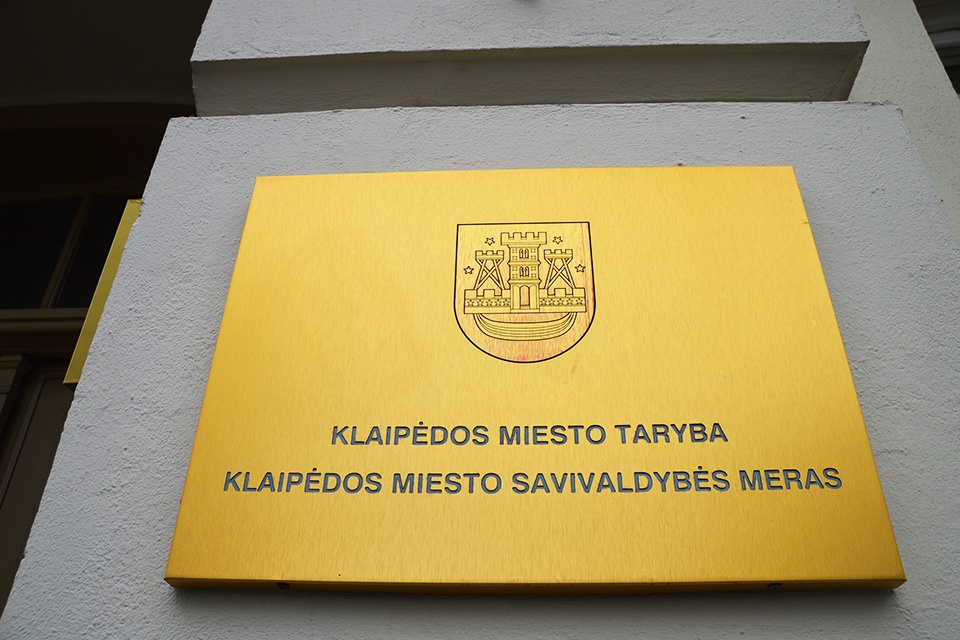 KLAIPĖDOS MIESTO TARYBA
KLAIPĖDOS MIESTO SAVIVALDYBĖS MERAS